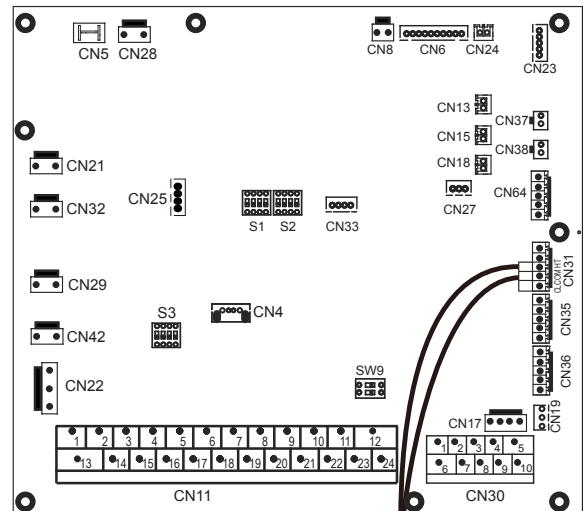 CN5
CN28
CN8
CN6
CN24
CN23
CN13
CN37
CN15
CN38
CN18
CN21
CN32
CN25
S1
S2
CN33
CN27
CN64
CN31
CL COM HT
CN29
CN42
S3
CN4
CN35
CN36
CN22
SW9
CN17
CN19
1 2 3 4 5 6 7 8 9 10 11 12
13 14 15 16 17 18 19 20 21 22 23 24
CN11
1 2 3 4 5
6 7 8 9 10
CN30